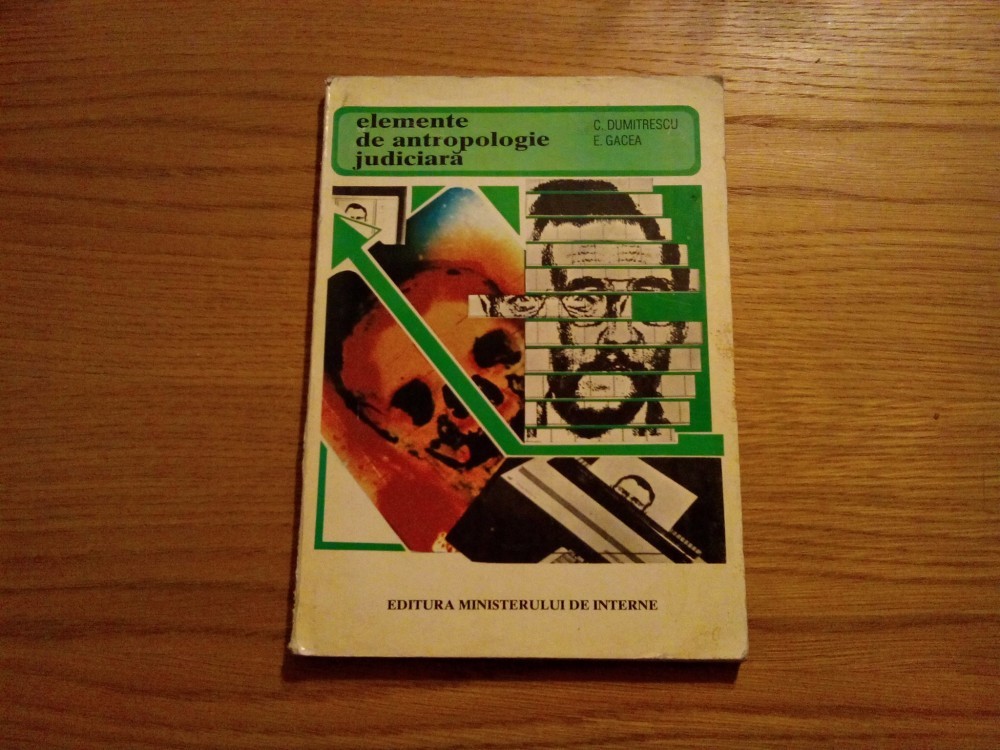 elemente
de antropologie
judiciară
C. DUMITRESCU
E. GACEA
EDITURA MINISTERULUI DE INTERNE